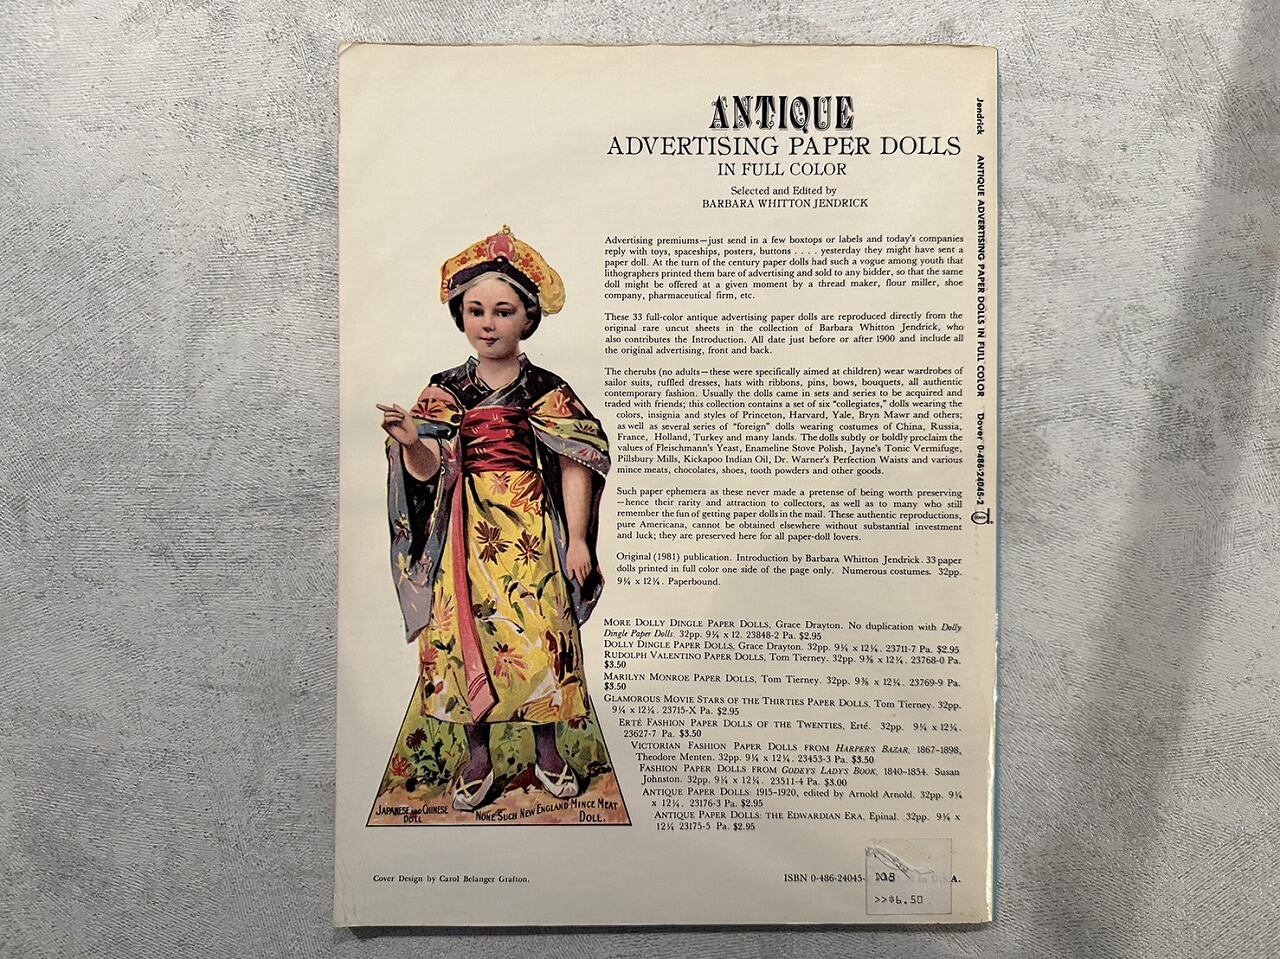 ANTIQUE
ADVERTISING PAPER DOLLS
IN FULL COLOR
Selected and Edited by
BARBARA WHITTON JENDRICK
Advertising premiums—just send in a few boxtops or labels and today's companies
reply with toys, spaceships, posters, buttons . . . . yesterday they might have sent a
paper doll. At the turn of the century paper dolls had such a vogue among youth that
lithographers printed them bare of advertising and sold to any bidder, so that the same
doll might be offered at a given moment by a thread maker, flour miller, shoe
company, pharmaceutical firm, etc.
These 33 full-color antique advertising paper dolls are reproduced directly from the
original rare uncut sheets in the collection of Barbara Whitton Jendrick, who
also contributes the Introduction. All date just before or after 1900 and include all
the original advertising, front and back.
The cherubs (no adults—these were specifically aimed at children) wear wardrobes of
sailor suits, ruffled dresses, hats with ribbons, pins, bows, bouquets, all authentic
contemporary fashion. Usually the dolls came in sets and series to be acquired and
traded with friends; this collection contains a set of six "collegiates," dolls wearing the
colors, insignia and styles of Princeton, Harvard, Yale, Bryn Mawr and others;
as well as several series of "foreign" dolls wearing costumes of China, Russia,
France, Holland, Turkey and many lands. The dolls subtly or boldly proclaim the
values of Fleischmann's Yeast, Enameline Stove Polish, Jayne's Tonic Vermifuge,
Pillsbury Mills, Kickapoo Indian Oil, Dr. Warner's Perfection Waists and various
mince meats, chocolates, shoes, tooth powders and other goods.
Such paper ephemera as these never made a pretense of being worth preserving
—hence their rarity and attraction to collectors, as well as to many who still
remember the fun of getting paper dolls in the mail. These authentic reproductions,
pure Americana, cannot be obtained elsewhere without substantial investment
and luck; they are preserved here for all paper-doll lovers.
Original (1981) publication. Introduction by Barbara Whitton Jendrick. 33 paper
dolls printed in full color one side of the page only. Numerous costumes. 32pp.
9¼ x 12¼. Paperbound.
MORE DOLLY DINGLE PAPER DOLLS, Grace Drayton. No duplication with Dolly
Dingle Paper Dolls. 32pp. 9¼ x 12. 23848-2 Pa. $2.95
DOLLY DINGLE PAPER DOLLS, Grace Drayton. 32pp. 9¼ x 12¼. 23711-7 Pa. $2.95
RUDOLPH VALENTINO PAPER DOLLS, Tom Tierney. 32pp. 9⅜ x 12¼. 23768-0 Pa.
$3.50
MARILYN MONROE PAPER DOLLS, Tom Tierney. 32pp. 9⅜ x 12¼. 23769-9 Pa.
$3.50
GLAMOROUS MOVIE STARS OF THE THIRTIES PAPER DOLLS, Tom Tierney. 32pp.
9¼ x 12¼. 23715-X Pa. $2.95
ERTÉ FASHION PAPER DOLLS OF THE TWENTIES, Erté. 32pp. 9¼ x 12¼.
23627-7 Pa. $3.50
VICTORIAN FASHION PAPER DOLLS FROM HARPER'S BAZAR, 1867–1898,
Theodore Menten. 32pp. 9¼ x 12¼. 23453-3 Pa. $3.50
FASHION PAPER DOLLS FROM GODEY'S LADY'S BOOK, 1840–1854. Susan
Johnston. 32pp. 9¼ x 12¼. 23511-4 Pa. $3.00
ANTIQUE PAPER DOLLS: 1915–1920, edited by Arnold Arnold. 32pp. 9¼
x 12¼. 23176-3 Pa. $2.95
ANTIQUE PAPER DOLLS: THE EDWARDIAN ERA, Epinal. 32pp. 9¼ x
12¼ 23175-5 Pa. $2.95
JAPANESE AND CHINESE
DOLL
NONE SUCH NEW ENGLAND MINCE MEAT
DOLL.
Cover Design by Carol Belanger Grafton.
ISBN 0-486-24045- U.S.A.
>>$6.50
Jendrick ANTIQUE ADVERTISING PAPER DOLLS IN FULL COLOR Dover 0-486-24045-2